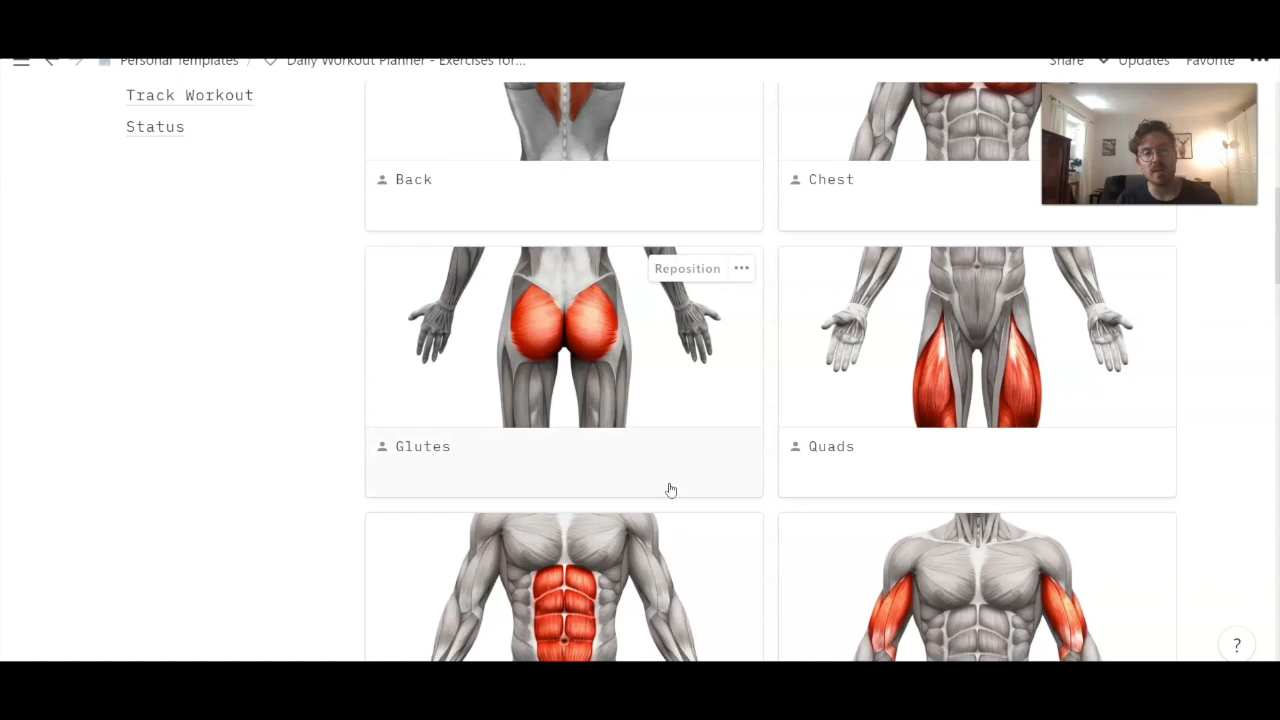 Personal Templates / Daily Workout Planner - Exercises for...
Share Updates Favorite
Track Workout
Status
Back
Chest
Reposition
Glutes
Quads
?